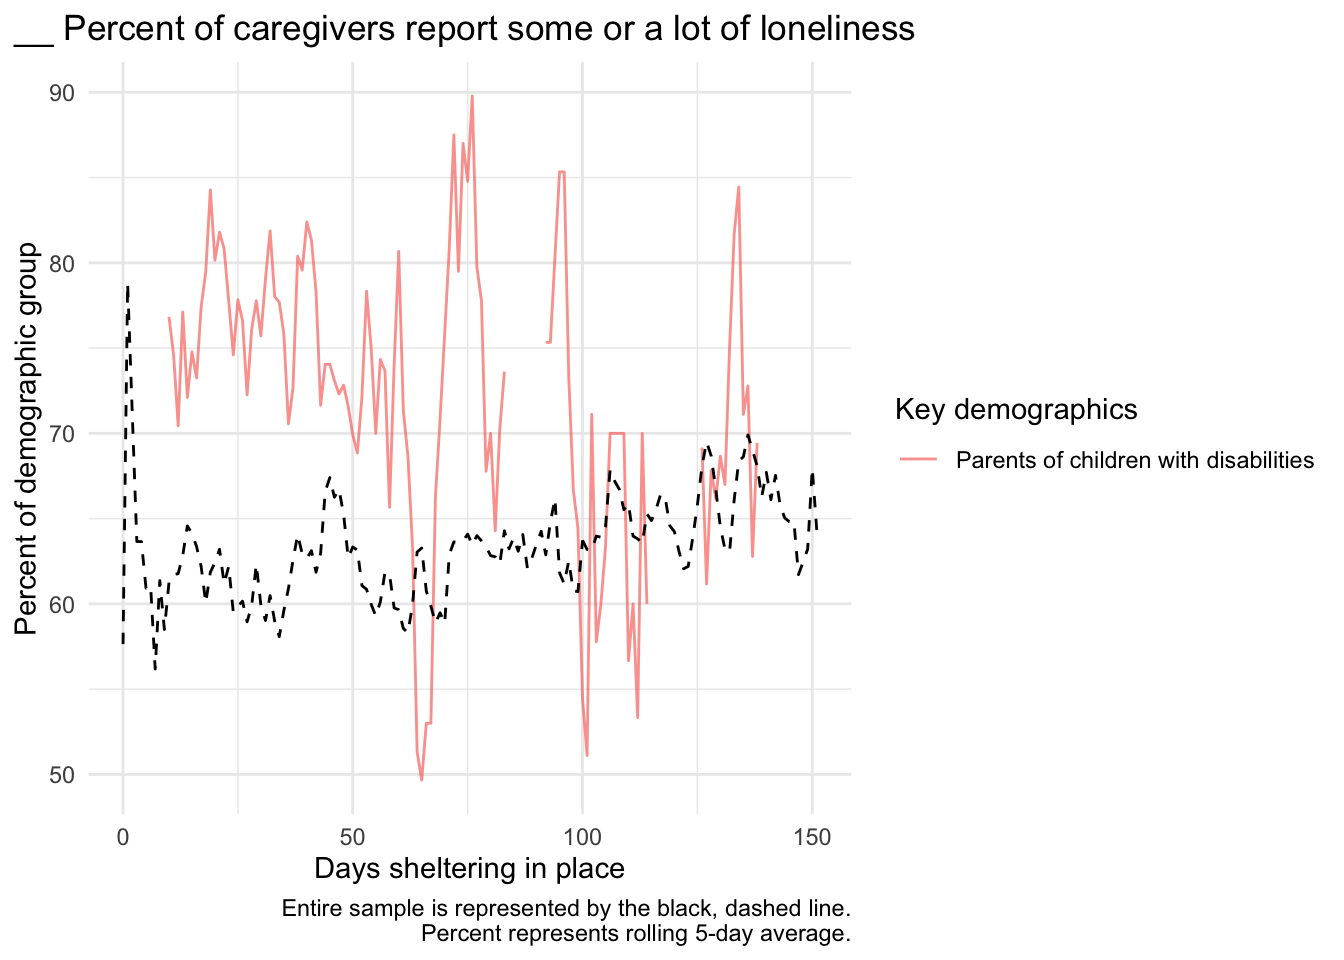 __ Percent of caregivers report some or a lot of loneliness
Percent of demographic group
90
80
70
60
50
0
50
100
150
Days sheltering in place
Key demographics
Parents of children with disabilities
Entire sample is represented by the black, dashed line.
Percent represents rolling 5-day average.